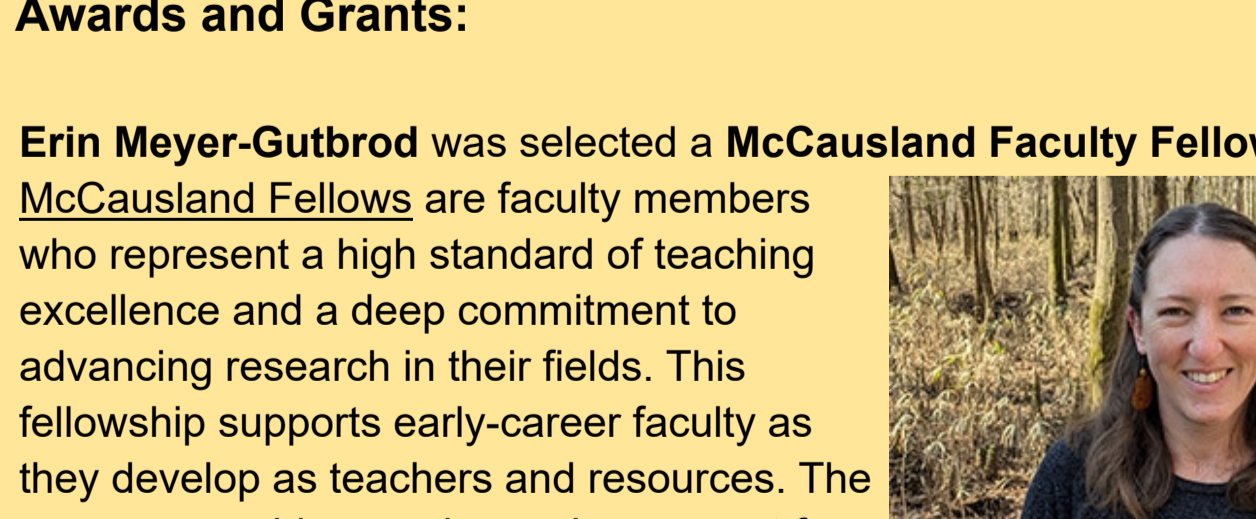 Awards and Grants:
Erin Meyer-Gutbrod was selected a McCausland Faculty
McCausland Fellows are faculty members
who represent a high standard of teaching
excellence and a deep commitment to
advancing research in their fields. This
fellowship supports early-career faculty as
they develop as teachers and resources. The